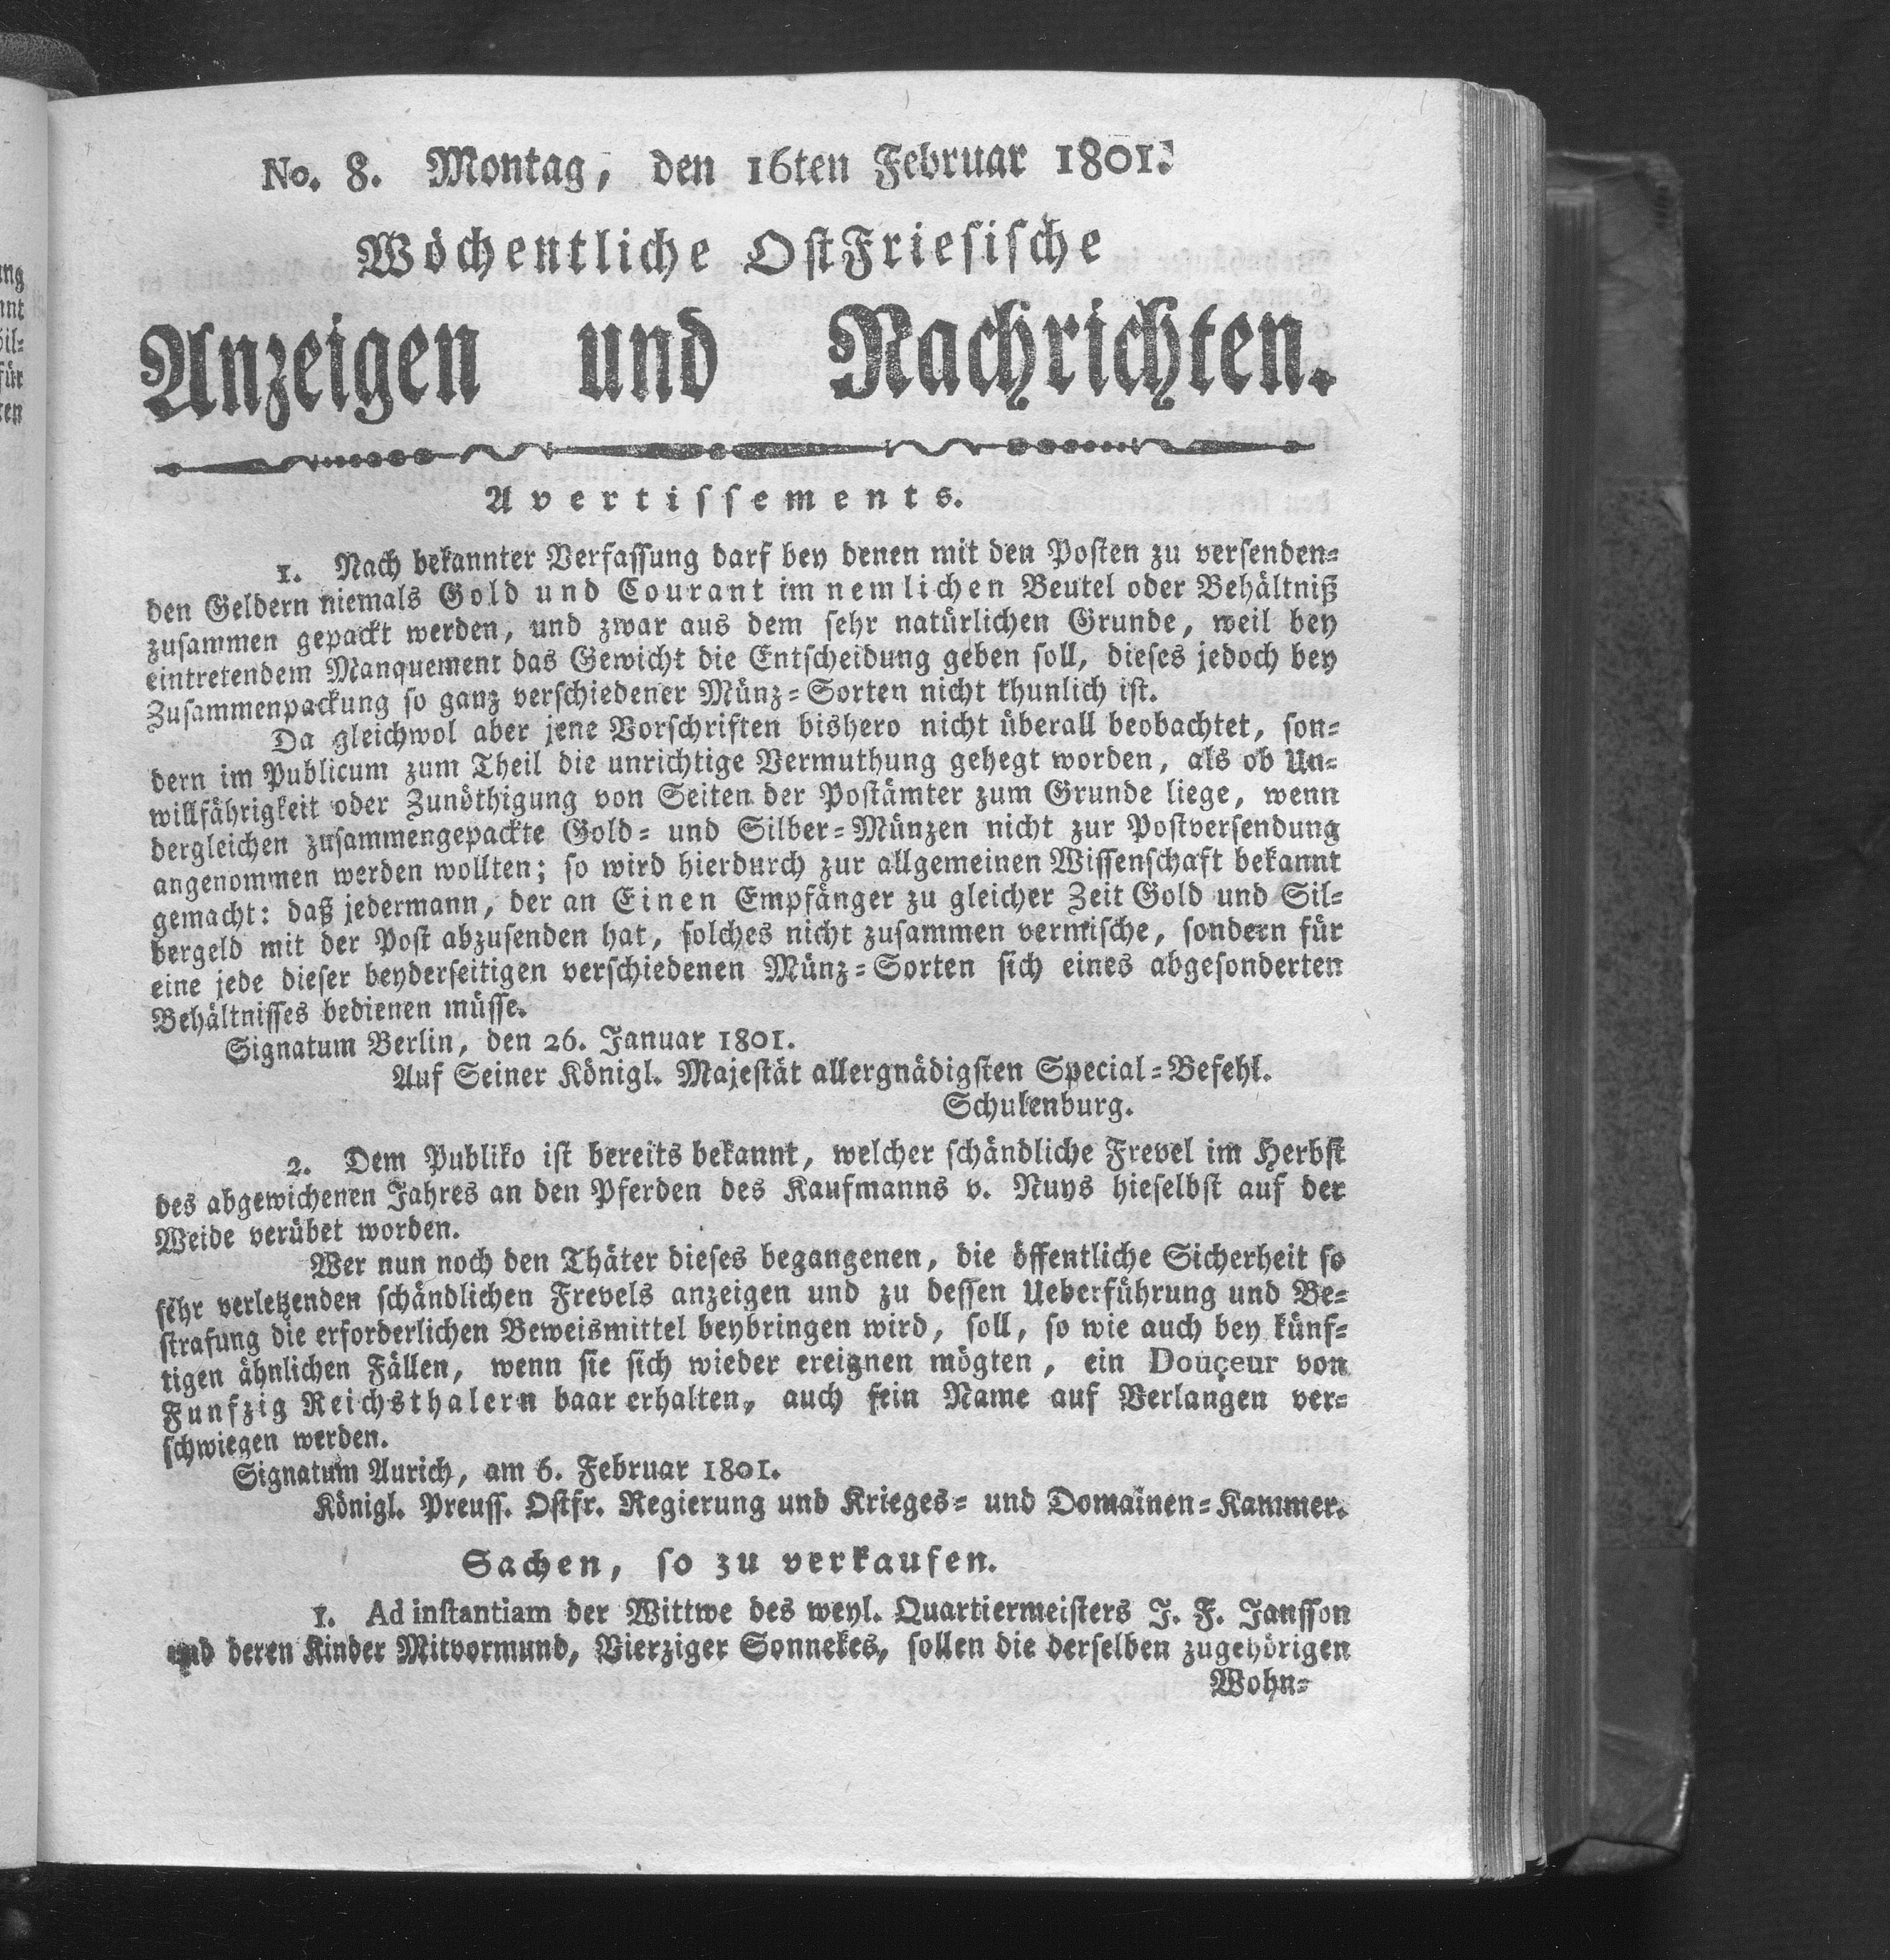 No. 8. Montag, den 16ten Februar 1801.
Wöchentliche OstFriesische
Anzeigen und Nachrichten.
Avertissements.
1. Nach bekannter Verfassung darf bey denen mit den Posten zu versenden-
den Geldern niemals Gold und Courant im nemlichen Beutel oder Behältniß
zusammen gepackt werden, und zwar aus dem sehr natürlichen Grunde, weil bey
eintretendem Manquement das Gewicht die Entscheidung geben soll, dieses jedoch bey
Zusammenpackung so ganz verschiedener Münz-Sorten nicht thunlich ist.
Da gleichwol aber jene Vorschriften bishero nicht überall beobachtet, son-
dern im Publicum zum Theil die unrichtige Vermuthung gehegt worden, als ob Un-
willfährigkeit oder Zunöthigung von Seiten der Postämter zum Grunde liege, wenn
dergleichen zusammengepackte Gold- und Silber-Münzen nicht zur Postversendung
angenommen werden wollten; so wird hierdurch zur allgemeinen Wissenschaft bekannt
gemacht: daß jedermann, der an Einen Empfänger zu gleicher Zeit Gold und Sil-
bergeld mit der Post abzusenden hat, solches nicht zusammen vermische, sondern für
eine jede dieser beyderseitigen verschiedenen Münz-Sorten sich eines abgesonderten
Behältnisses bedienen müsse.
Signatum Berlin, den 26. Januar 1801.
Auf Seiner Königl. Majestät allergnädigsten Special-Befehl.
Schulenburg.
2. Dem Publiko ist bereits bekannt, welcher schändliche Frevel im Herbst
des abgewichenen Jahres an den Pferden des Kaufmanns v. Nuys hieselbst auf der
Weide verübet worden.
Wer nun noch den Thäter dieses begangenen, die öffentliche Sicherheit so
sehr verletzenden schändlichen Frevels anzeigen und zu dessen Ueberführung und Be-
strafung die erforderlichen Beweismittel beybringen wird, soll, so wie auch bey künf-
tigen ähnlichen Fällen, wenn sie sich wieder ereignen mögten, ein Douçeur von
Funfzig Reichsthalern baar erhalten, auch sein Name auf Verlangen ver-
schwiegen werden.
Signatum Aurich, am 6. Februar 1801.
Königl. Preuss. Ostfr. Regierung und Krieges- und Domainen-Kammer.
Sachen, so zu verkaufen.
1. Ad instantiam der Wittwe des weyl. Quartiermeisters J. F. Jansson
und deren Kinder Mitvormund, Vierziger Sonnekes, sollen die derselben zugehörigen
Wohn-